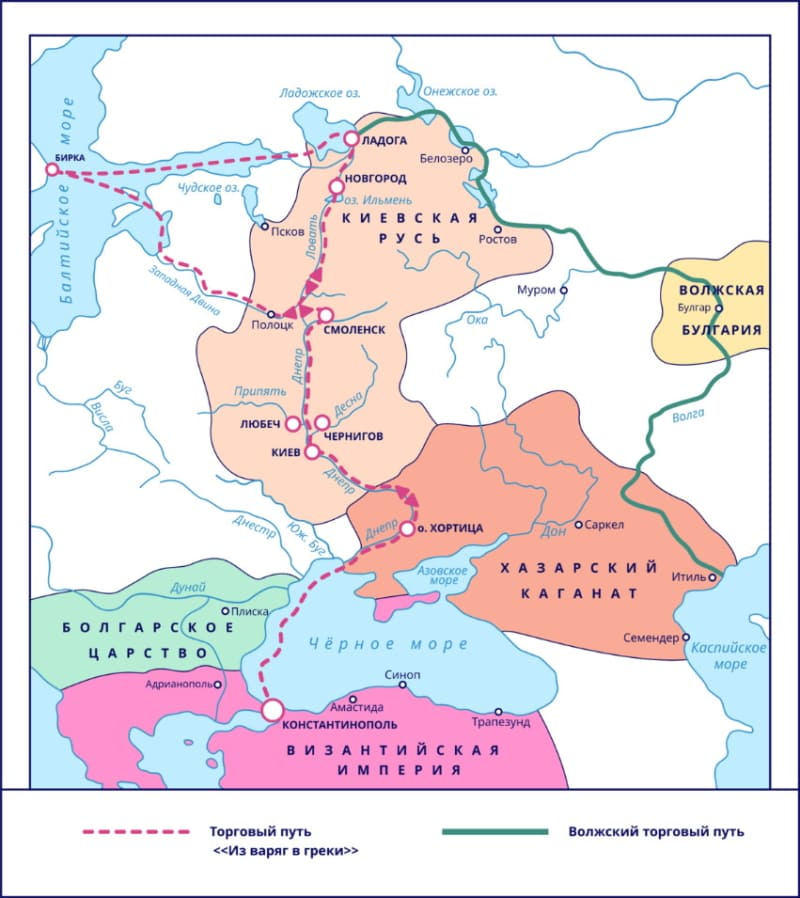 Ладожское оз.
Онежское оз.
Балтийское море
БИРКА
ЛАДОГА
Белозеро
НОВГОРОД
Чудское оз.
оз. Ильмень
КИЕВСКАЯ
РУСЬ
Псков
Ростов
Ловать
Западная Двина
Муром
ВОЛЖСКАЯ
Булгар
БУЛГАРИЯ
Полоцк
СМОЛЕНСК
Ока
Днепр
Буг
Висла
Припять
Десна
Волга
ЛЮБЕЧ
ЧЕРНИГОВ
КИЕВ
Днепр
Днестр
Юж. Буг
Днепр
о. ХОРТИЦА
Дон
Саркел
Азовское
море
ХАЗАРСКИЙ
КАГАНАТ
Итиль
Дунай
Плиска
БОЛГАРСКОЕ
ЦАРСТВО
Чёрное море
Семендер
Каспийское
море
Адрианополь
Синоп
Амастида
КОНСТАНТИНОПОЛЬ
Трапезунд
ВИЗАНТИЙСКАЯ
ИМПЕРИЯ
Торговый путь
<<Из варяг в греки>>
Волжский торговый путь